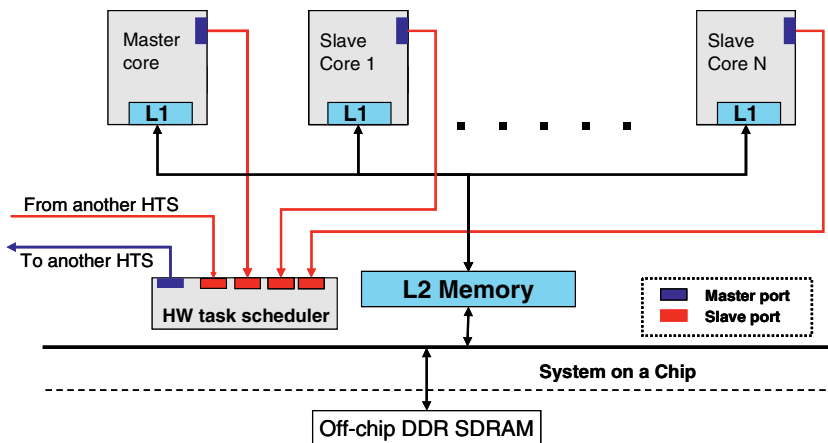 Master
core
L1
Slave
Core 1
L1
Slave
Core N
L1
From another HTS
To another HTS
HW task scheduler
L2 Memory
Master port
Slave port
System on a Chip
Off-chip DDR SDRAM